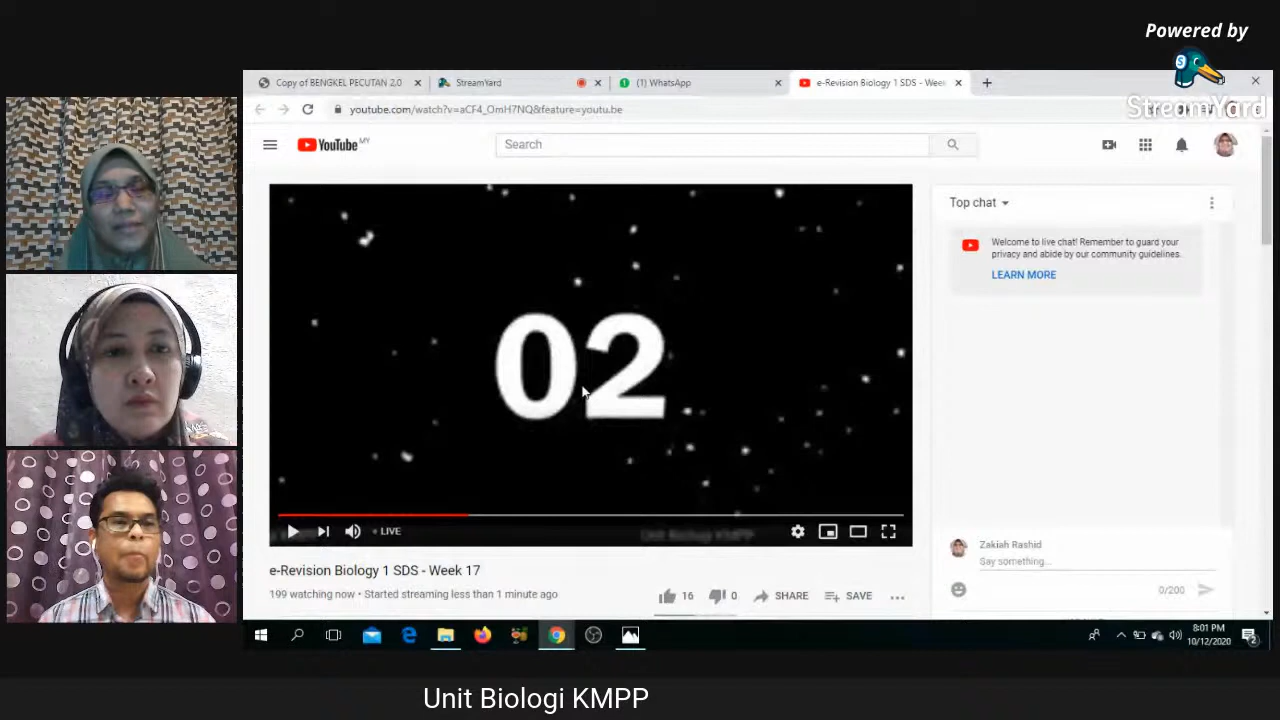 Powered by
StreamYard
Copy of BENGKEL PECUTAN 2.0
StreamYard
(1) WhatsApp
e-Revision Biology 1 SDS - Week
youtube.com/watch?v=aCF4_OmH7NQ&feature=youtu.be
YouTube MY
Search
02
LIVE
Unit Biologi KMPP
Top chat
Welcome to live chat! Remember to guard your
privacy and abide by our community guidelines.
LEARN MORE
Zakiah Rashid
Say something...
0/200
e-Revision Biology 1 SDS - Week 17
199 watching now • Started streaming less than 1 minute ago
16
0
SHARE
SAVE
8:01 PM
10/12/2020
2
Unit Biologi KMPP